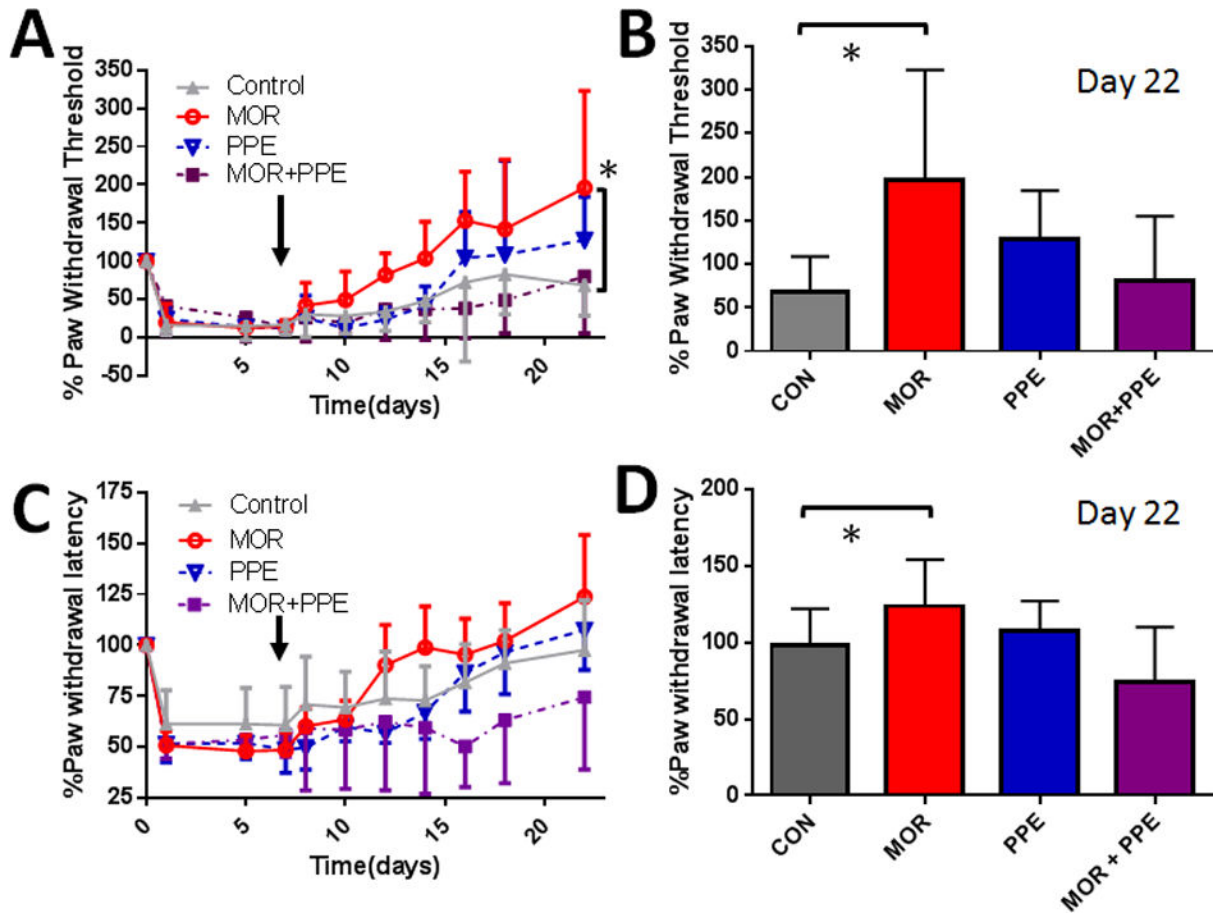 A
% Paw Withdrawal Threshold
350
300
250
200
150
100
50
0
-50
Control
MOR
PPE
MOR+PPE
*
5
10
15
20
Time(days)
B
% Paw Withdrawal Threshold
350
300
250
200
150
100
50
0
*
Day 22
CON
MOR
PPE
MOR+PPE
C
%Paw withdrawal latency
175
150
125
100
75
50
25
Control
MOR
PPE
MOR+PPE
0
5
10
15
20
Time(days)
D
%Paw withdrawal latency
200
150
100
50
0
*
Day 22
CON
MOR
PPE
MOR + PPE